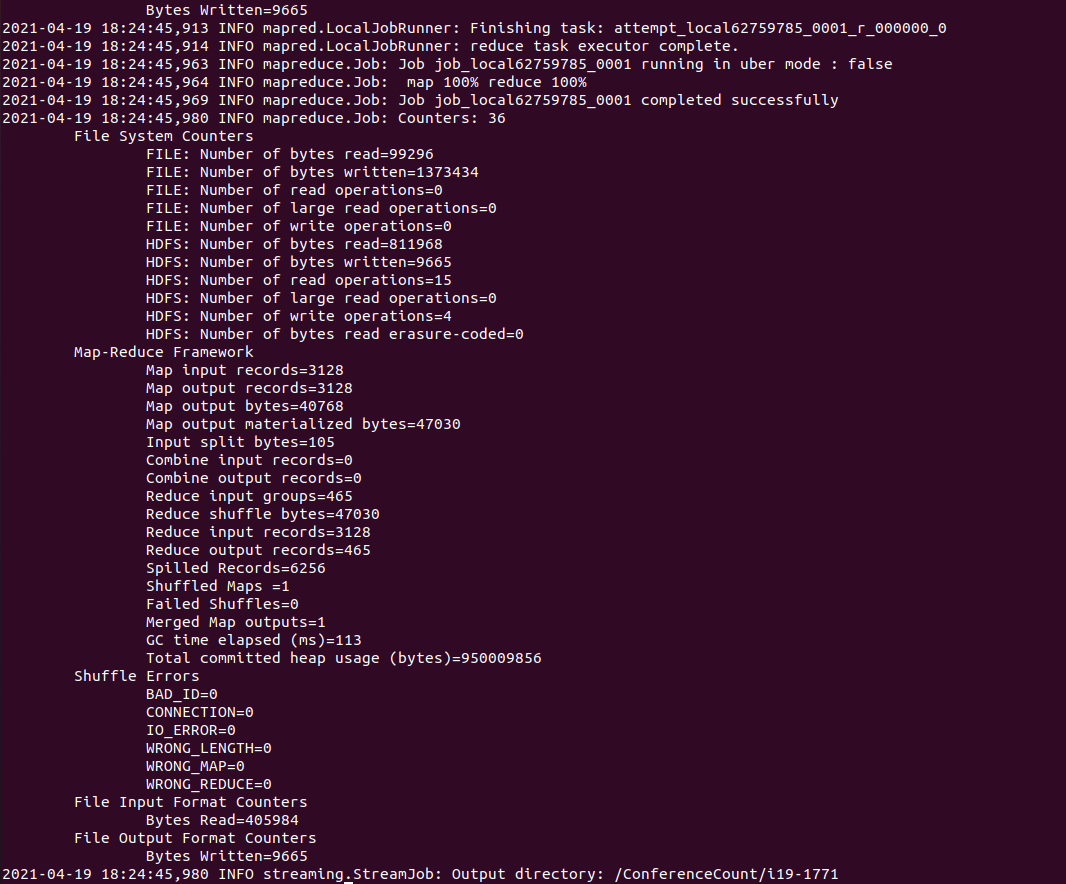 Bytes Written=9665
2021-04-19 18:24:45,913 INFO mapred.LocalJobRunner: Finishing task: attempt_local62759785_0001_r_000000_0
2021-04-19 18:24:45,914 INFO mapred.LocalJobRunner: reduce task executor complete.
2021-04-19 18:24:45,963 INFO mapreduce.Job: Job job_local62759785_0001 running in uber mode : false
2021-04-19 18:24:45,964 INFO mapreduce.Job:  map 100% reduce 100%
2021-04-19 18:24:45,969 INFO mapreduce.Job: Job job_local62759785_0001 completed successfully
2021-04-19 18:24:45,980 INFO mapreduce.Job: Counters: 36
File System Counters
FILE: Number of bytes read=99296
FILE: Number of bytes written=1373434
FILE: Number of read operations=0
FILE: Number of large read operations=0
FILE: Number of write operations=0
HDFS: Number of bytes read=811968
HDFS: Number of bytes written=9665
HDFS: Number of read operations=15
HDFS: Number of large read operations=0
HDFS: Number of write operations=4
HDFS: Number of bytes read erasure-coded=0
Map-Reduce Framework
Map input records=3128
Map output records=3128
Map output bytes=40768
Map output materialized bytes=47030
Input split bytes=105
Combine input records=0
Combine output records=0
Reduce input groups=465
Reduce shuffle bytes=47030
Reduce input records=3128
Reduce output records=465
Spilled Records=6256
Shuffled Maps =1
Failed Shuffles=0
Merged Map outputs=1
GC time elapsed (ms)=113
Total committed heap usage (bytes)=950009856
Shuffle Errors
BAD_ID=0
CONNECTION=0
IO_ERROR=0
WRONG_LENGTH=0
WRONG_MAP=0
WRONG_REDUCE=0
File Input Format Counters
Bytes Read=405984
File Output Format Counters
Bytes Written=9665
2021-04-19 18:24:45,980 INFO streaming.StreamJob: Output directory: /ConferenceCount/i19-1771